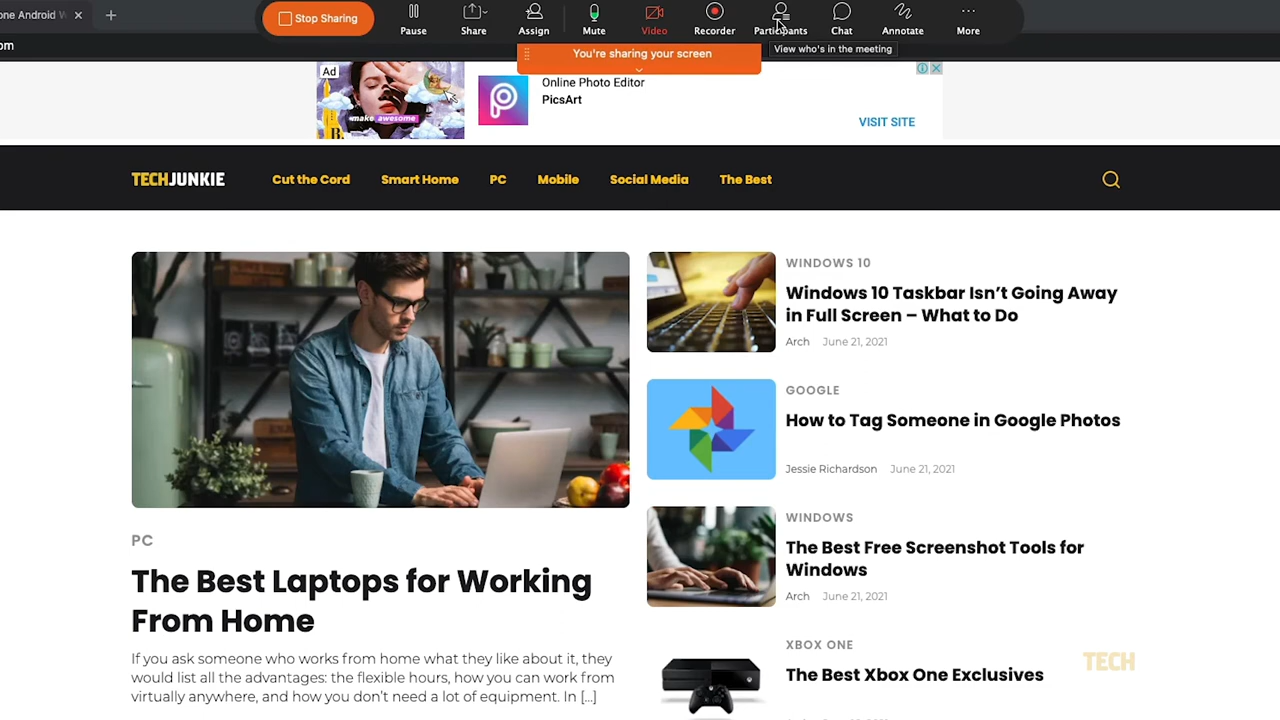 one Android W
Stop Sharing
Pause
Share
Assign
Mute
Video
Recorder
Participants
Chat
Annotate
More
om
You're sharing your screen
View who's in the meeting
Ad
make awesome
Online Photo Editor
PicsArt
VISIT SITE
TECHJUNKIE
Cut the Cord
Smart Home
PC
Mobile
Social Media
The Best
PC
The Best Laptops for Working
From Home
If you ask someone who works from home what they like about it, they
would list all the advantages: the flexible hours, how you can work from
virtually anywhere, and how you don't need a lot of equipment. In [...]
WINDOWS 10
Windows 10 Taskbar Isn't Going Away
in Full Screen – What to Do
Arch June 21, 2021
GOOGLE
How to Tag Someone in Google Photos
Jessie Richardson June 21, 2021
WINDOWS
The Best Free Screenshot Tools for
Windows
Arch June 21, 2021
XBOX ONE
The Best Xbox One Exclusives
TECH